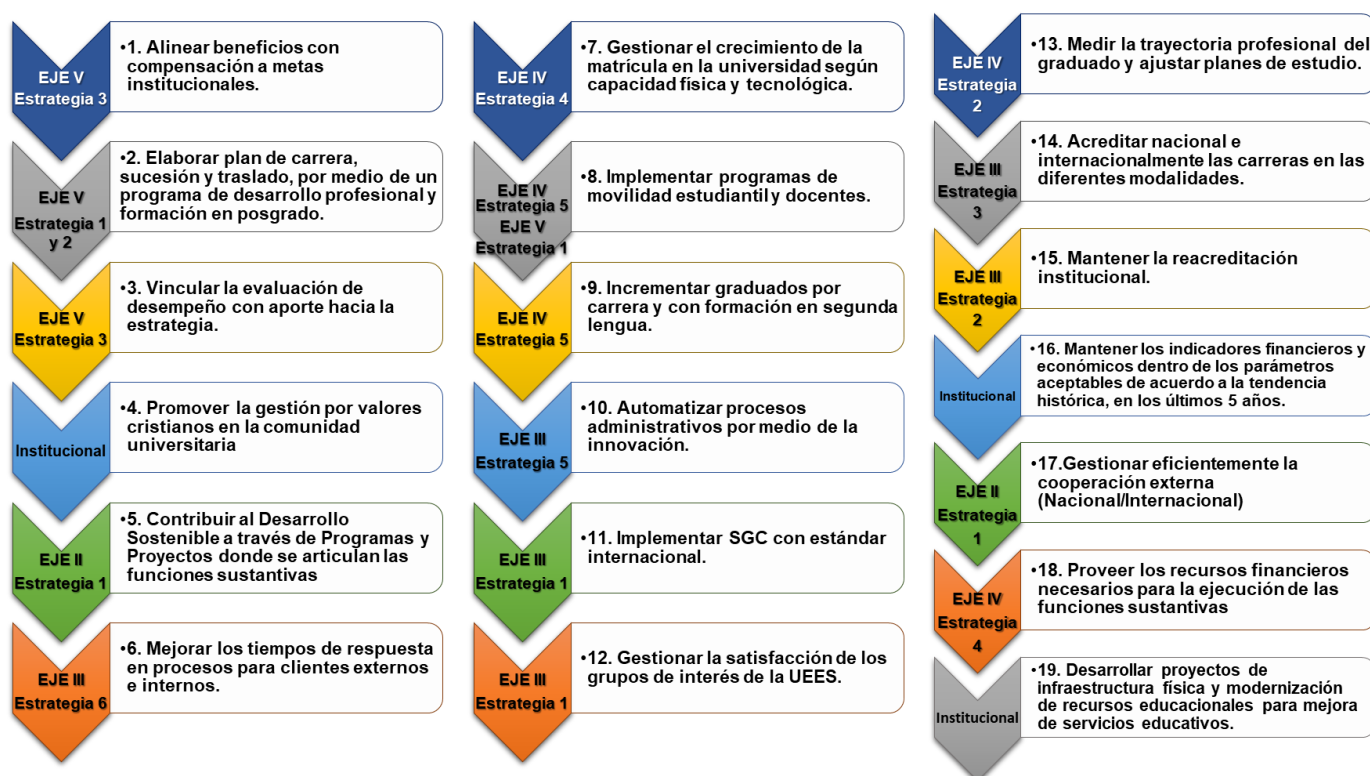 EJE V
Estrategia 3
•1. Alinear beneficios con
compensación a metas
institucionales.
EJE V
Estrategia 1
y 2
•2. Elaborar plan de carrera,
sucesión y traslado, por medio de un
programa de desarrollo profesional y
formación en posgrado.
EJE V
Estrategia 3
•3. Vincular la evaluación de
desempeño con aporte hacia la
estrategia.
Institucional
•4. Promover la gestión por valores
cristianos en la comunidad
universitaria
EJE II
Estrategia 1
•5. Contribuir al Desarrollo
Sostenible a través de Programas y
Proyectos donde se articulan las
funciones sustantivas
EJE III
Estrategia 6
•6. Mejorar los tiempos de respuesta
en procesos para clientes externos
e internos.
EJE IV
Estrategia 4
•7. Gestionar el crecimiento de la
matrícula en la universidad según
capacidad física y tecnológica.
EJE IV
Estrategia 5
EJE V
Estrategia 1
•8. Implementar programas de
movilidad estudiantil y docentes.
EJE IV
Estrategia 5
•9. Incrementar graduados por
carrera y con formación en segunda
lengua.
EJE III
Estrategia 5
•10. Automatizar procesos
administrativos por medio de la
innovación.
EJE III
Estrategia 1
•11. Implementar SGC con estándar
internacional.
EJE III
Estrategia 1
•12. Gestionar la satisfacción de los
grupos de interés de la UEES.
EJE IV
Estrategia
2
•13. Medir la trayectoria profesional del
graduado y ajustar planes de estudio.
EJE III
Estrategia
3
•14. Acreditar nacional e
internacionalmente las carreras en las
diferentes modalidades.
EJE III
Estrategia
2
•15. Mantener la reacreditación
institucional.
Institucional
•16. Mantener los indicadores financieros y
económicos dentro de los parámetros
aceptables de acuerdo a la tendencia
histórica, en los últimos 5 años.
EJE II
Estrategia
1
•17.Gestionar eficientemente la
cooperación externa
(Nacional/Internacional)
EJE IV
Estrategia
4
•18. Proveer los recursos financieros
necesarios para la ejecución de las
funciones sustantivas
Institucional
•19. Desarrollar proyectos de
infraestructura física y modernización
de recursos educacionales para mejora
de servicios educativos.